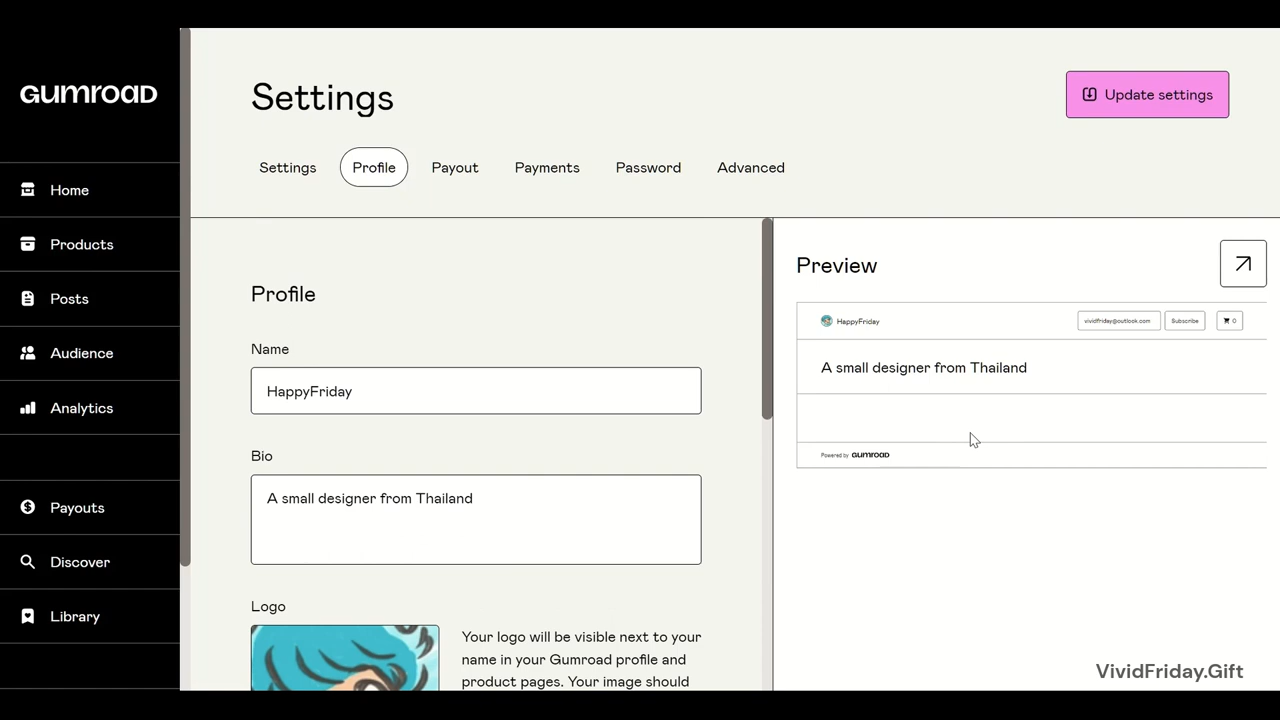 GUMROAD
Home
Products
Posts
Audience
Analytics
Payouts
Discover
Library
Settings
Update settings
Settings
Profile
Payout
Payments
Password
Advanced
Profile
Name
HappyFriday
Bio
A small designer from Thailand
Logo
Your logo will be visible next to your
name in your Gumroad profile and
product pages. Your image should
Preview
HappyFriday
vividfriday@outlook.com
Subscribe
0
A small designer from Thailand
Powered by GUMROAD
VividFriday.Gift